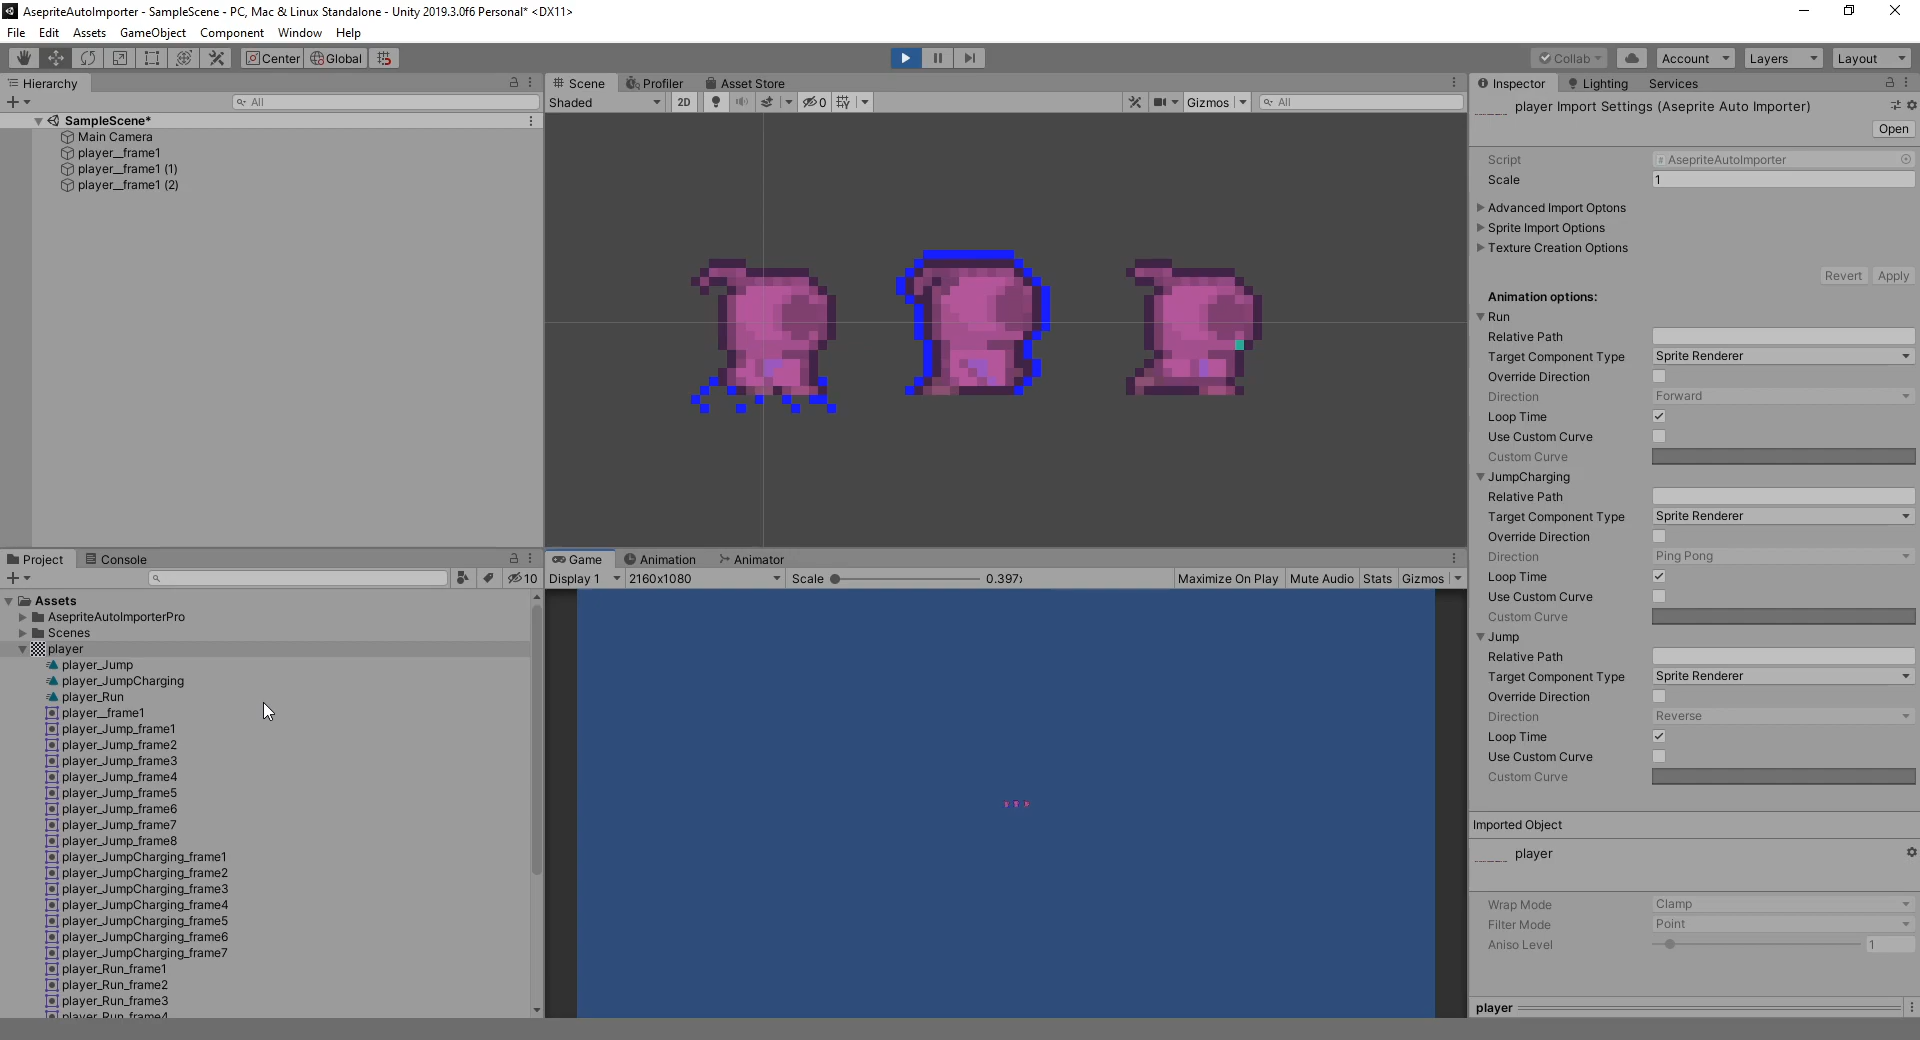 AsepriteAutoImporter - SampleScene - PC, Mac & Linux Standalone - Unity 2019.3.0f6 Personal* <DX11>
File Edit Assets GameObject Component Window Help
Center Global Collab Account Layers Layout
Hierarchy
All
SampleScene*
Main Camera
player__frame1
player__frame1 (1)
player__frame1 (2)
Scene Profiler Asset Store
Shaded 2D 0 Gizmos All
Project Console
10
Assets
AsepriteAutoImporterPro
Scenes
player
player_Jump
player_JumpCharging
player_Run
player__frame1
player_Jump_frame1
player_Jump_frame2
player_Jump_frame3
player_Jump_frame4
player_Jump_frame5
player_Jump_frame6
player_Jump_frame7
player_Jump_frame8
player_JumpCharging_frame1
player_JumpCharging_frame2
player_JumpCharging_frame3
player_JumpCharging_frame4
player_JumpCharging_frame5
player_JumpCharging_frame6
player_JumpCharging_frame7
player_Run_frame1
player_Run_frame2
player_Run_frame3
player_Run_frame4
Game Animation Animator
Display 1 2160x1080 Scale 0.397x Maximize On Play Mute Audio Stats Gizmos
Inspector Lighting Services
player Import Settings (Aseprite Auto Importer)
Open
Script AsepriteAutoImporter
Scale 1
Advanced Import Optons
Sprite Import Options
Texture Creation Options
Revert Apply
Animation options:
Run
Relative Path
Target Component Type Sprite Renderer
Override Direction
Direction Forward
Loop Time
Use Custom Curve
Custom Curve
JumpCharging
Relative Path
Target Component Type Sprite Renderer
Override Direction
Direction Ping Pong
Loop Time
Use Custom Curve
Custom Curve
Jump
Relative Path
Target Component Type Sprite Renderer
Override Direction
Direction Reverse
Loop Time
Use Custom Curve
Custom Curve
Imported Object
player
Wrap Mode Clamp
Filter Mode Point
Aniso Level 1
player